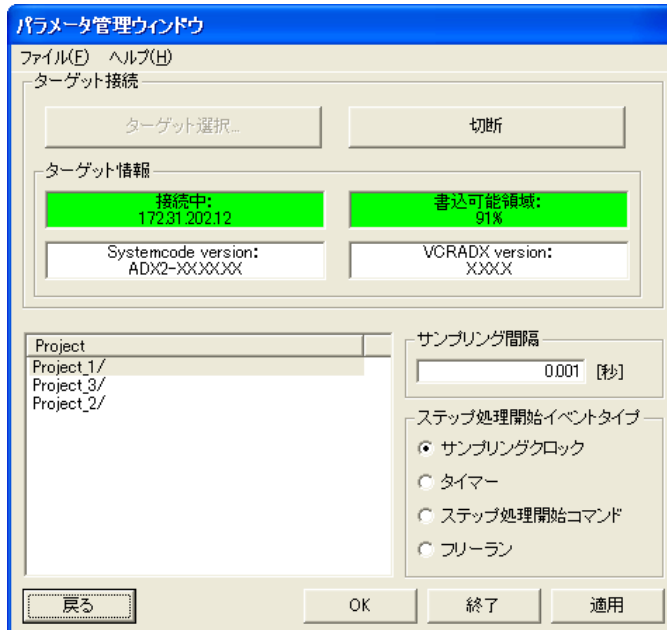 パラメータ管理ウィンドウ
ファイル(F) ヘルプ(H)
ターゲット接続
ターゲット選択...
切断
ターゲット情報
接続中:
172.31.202.12
書込可能領域:
91%
Systemcode version:
ADX2-XX.XX.XX
VCRADX version:
X.X.X.X
Project
Project_1/
Project_3/
Project_2/
サンプリング間隔
0.001 [秒]
ステップ処理開始イベントタイプ
サンプリングクロック
タイマー
ステップ処理開始コマンド
フリーラン
戻る
OK
終了
適用